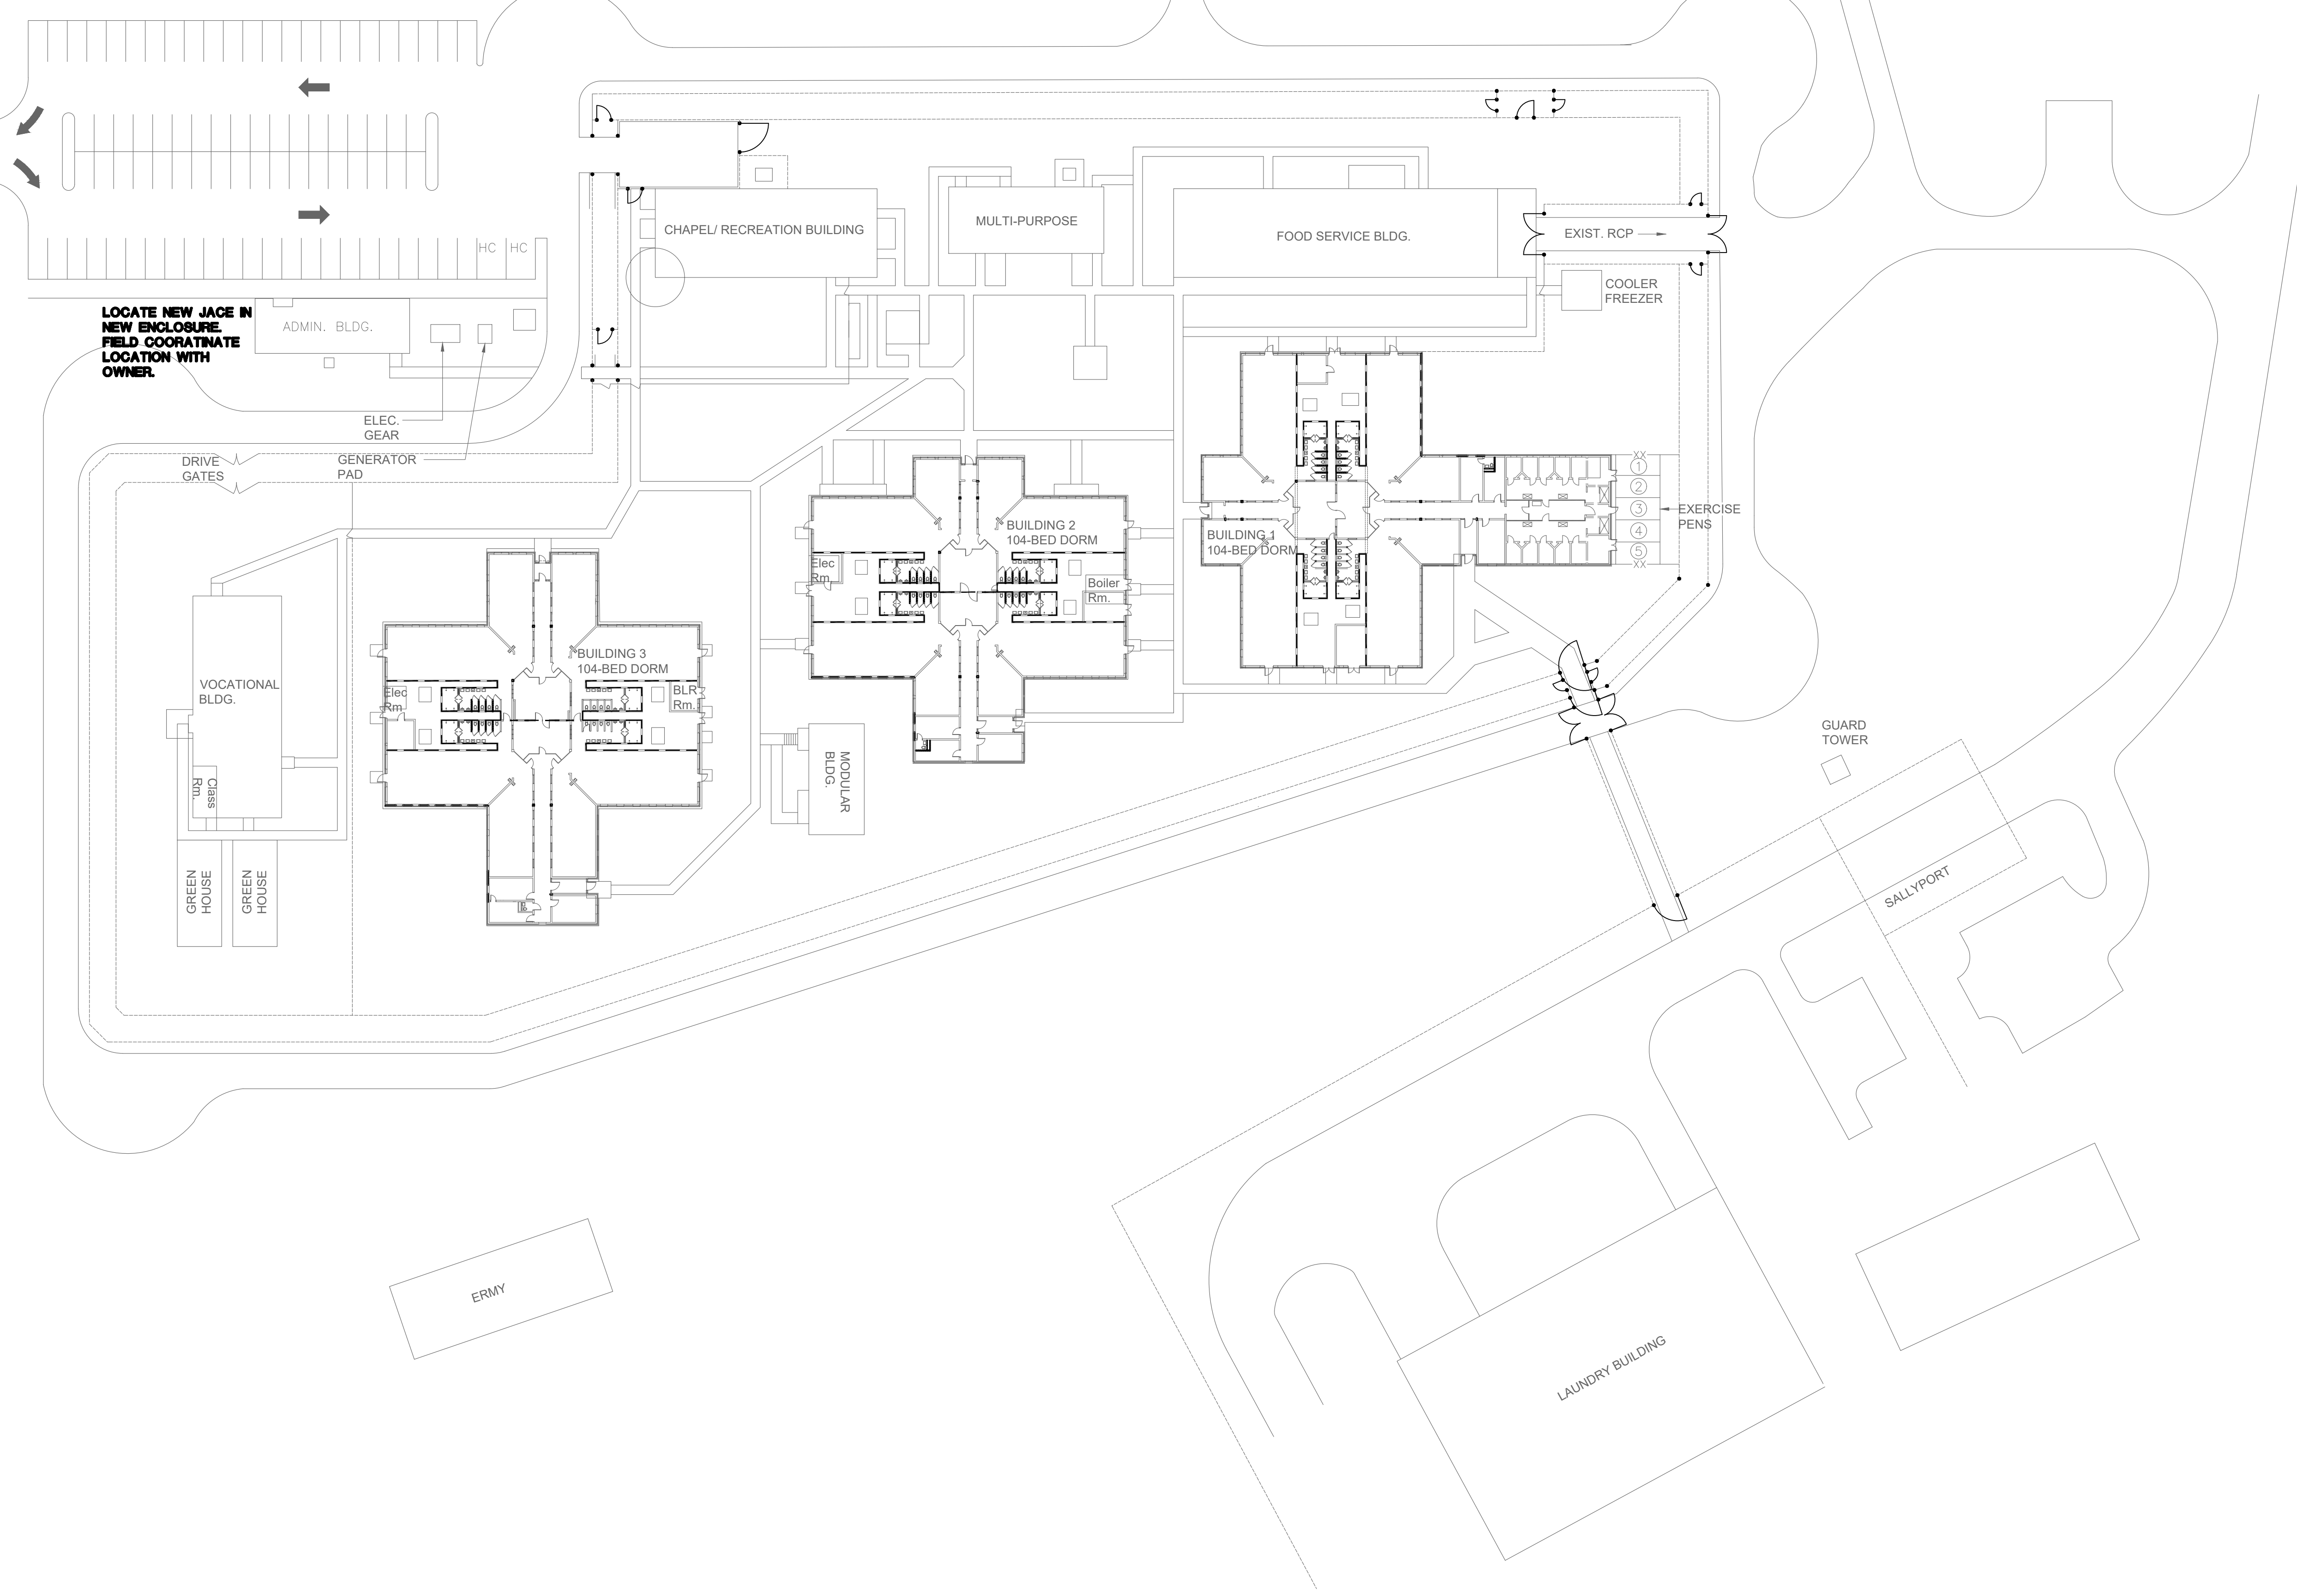 HC HC
CHAPEL/ RECREATION BUILDING
MULTI-PURPOSE
FOOD SERVICE BLDG.
EXIST. RCP
COOLER
FREEZER
LOCATE NEW JACE IN
NEW ENCLOSURE.
FIELD COORATINATE
LOCATION WITH
OWNER.
ADMIN. BLDG.
ELEC.
GEAR
GENERATOR
PAD
DRIVE
GATES
XX
1
2
3
4
5
XX
EXERCISE
PENS
BUILDING 1
104-BED DORM
BUILDING 2
104-BED DORM
Elec
Rm.
Boiler
Rm.
BUILDING 3
104-BED DORM
Elec
Rm
BLR
Rm.
VOCATIONAL
BLDG.
Class
Rm.
MODULAR
BLDG.
GREEN
HOUSE
GREEN
HOUSE
GUARD
TOWER
SALLYPORT
ERMY
LAUNDRY BUILDING